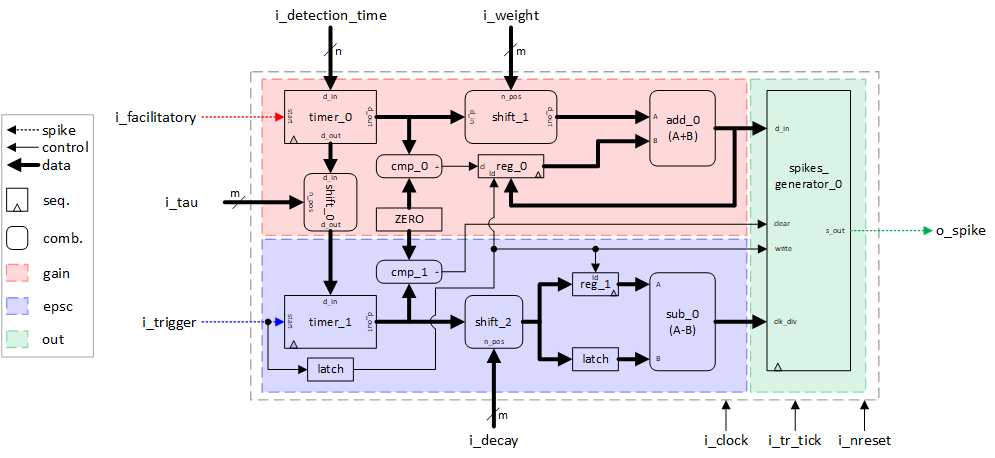 i_detection_time
i_weight
n
m
i_facilitatory
start
d_in
timer_0
d_out
d_out
n_pos
d_in
shift_1
d_out
A
B
add_0
(A+B)
cmp_0
=
cl
reg_0
ld
i_tau
m
d_in
n_pos
shift_0
d_out
ZERO
cmp_1
=
d_in
spikes_
generator_0
clear
write
s_out
clk_div
o_spike
i_trigger
start
d_in
timer_1
d_out
latch
shift_2
n_pos
ld
reg_1
latch
A
B
sub_0
(A-B)
m
i_decay
i_clock
i_tr_tick
i_nreset
spike
control
data
seq.
comb.
gain
epsc
out